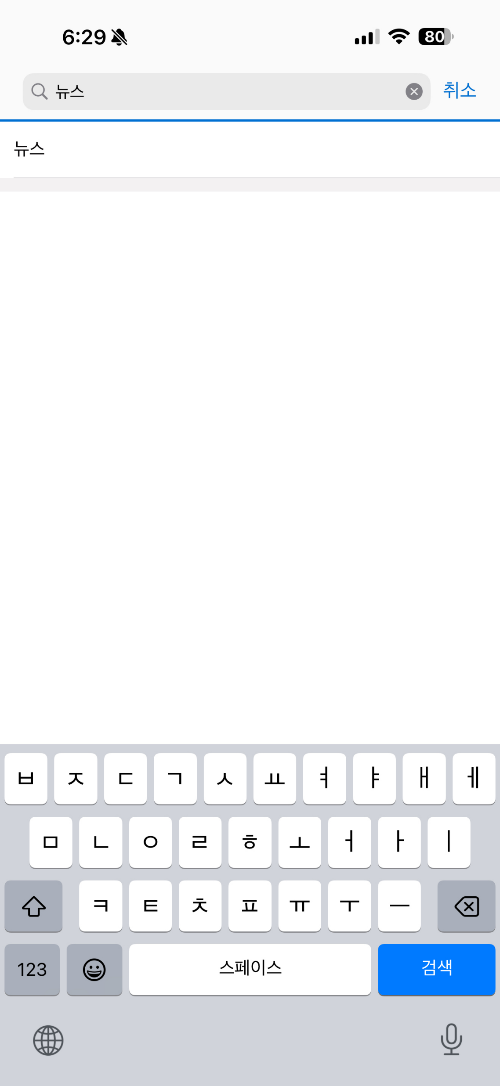 6:29 80
뉴스 취소
뉴스
ㅂ ㅈ ㄷ ㄱ ㅅ ㅛ ㅕ ㅑ ㅐ ㅔ
ㅁ ㄴ ㅇ ㄹ ㅎ ㅗ ㅓ ㅏ ㅣ
ㅋ ㅌ ㅊ ㅍ ㅠ ㅜ ㅡ
123 스페이스 검색